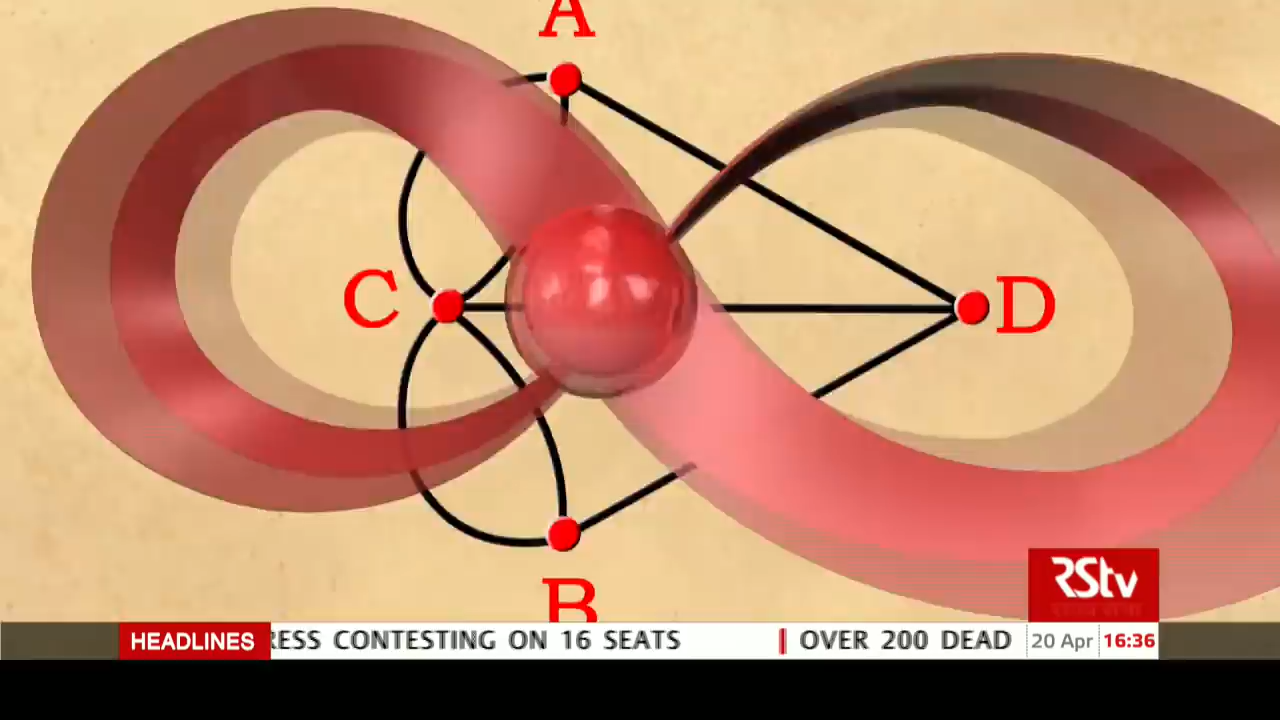 A
C
D
B
RStv
HEADLINES
RESS CONTESTING ON 16 SEATS | OVER 200 DEAD
20 Apr 16:36